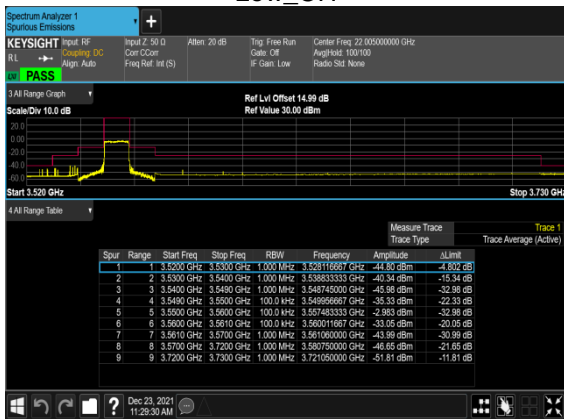 Spectrum Analyzer 1
Spurious Emissions
KEYSIGHT Input: RF Input Z: 50 Ω Atten: 20 dB Trig: Free Run Center Freq: 22.005000000 GHz
RL Coupling: DC Corr CCorr Gate: Off Avg|Hold: 100/100
Align: Auto Freq Ref: Int (S) IF Gain: Low Radio Std: None
PASS
3 All Range Graph
Ref Lvl Offset 14.99 dB
Scale/Div 10.0 dB Ref Value 30.00 dBm
20.0
0.00
-20.0
-40.0
-60.0
Start 3.520 GHz Stop 3.730 GHz
4 All Range Table
Measure Trace Trace 1
Trace Type Trace Average (Active)
Spur Range Start Freq Stop Freq RBW Frequency Amplitude ΔLimit
1 1 3.5200 GHz 3.5300 GHz 1.000 MHz 3.528116667 GHz -44.80 dBm -4.802 dB
2 2 3.5300 GHz 3.5400 GHz 1.000 MHz 3.538833333 GHz -40.34 dBm -15.34 dB
3 3 3.5400 GHz 3.5490 GHz 1.000 MHz 3.548745000 GHz -45.98 dBm -32.98 dB
4 4 3.5490 GHz 3.5500 GHz 100.0 kHz 3.549956667 GHz -35.33 dBm -22.33 dB
5 5 3.5500 GHz 3.5600 GHz 100.0 kHz 3.557483333 GHz -2.983 dBm -32.98 dB
6 6 3.5600 GHz 3.5610 GHz 100.0 kHz 3.560011667 GHz -33.05 dBm -20.05 dB
7 7 3.5610 GHz 3.5700 GHz 1.000 MHz 3.561060000 GHz -43.99 dBm -30.99 dB
8 8 3.5700 GHz 3.7200 GHz 1.000 MHz 3.580750000 GHz -46.65 dBm -21.65 dB
9 9 3.7200 GHz 3.7300 GHz 1.000 MHz 3.721050000 GHz -51.81 dBm -11.81 dB
Dec 23, 2021
11:29:30 AM